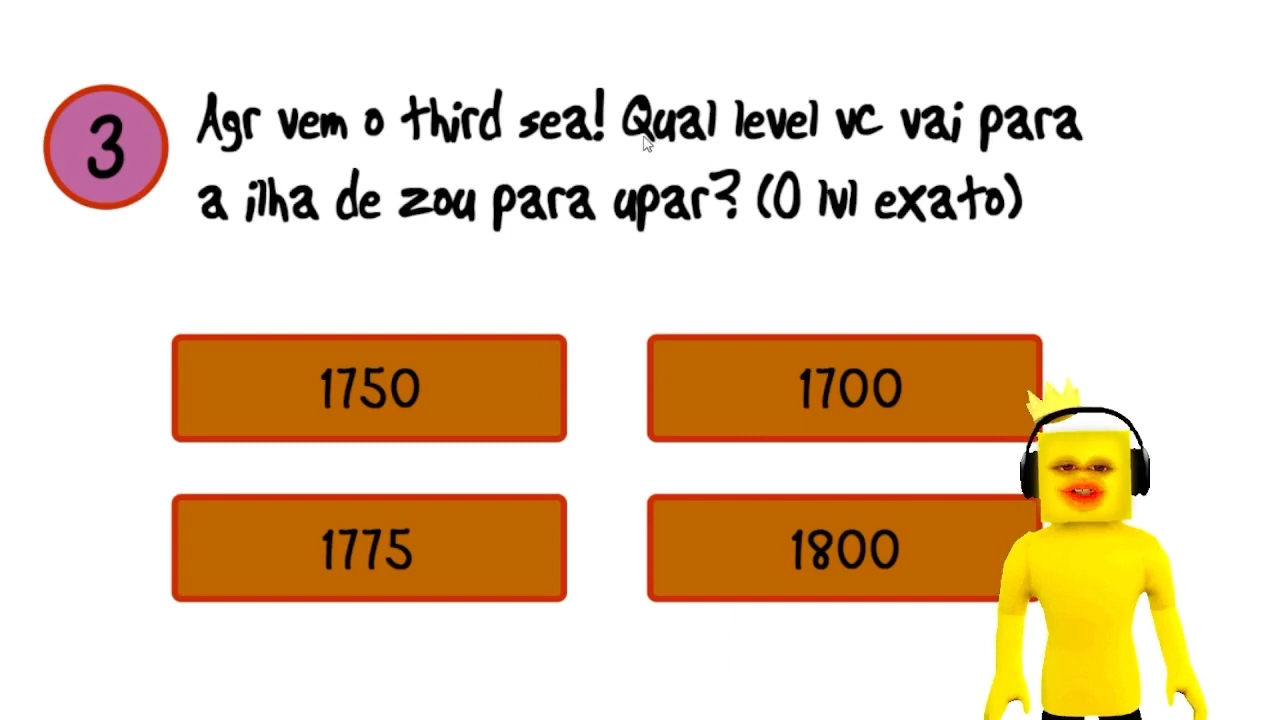 3
Agr vem o third sea! Qual level vc vai para
a ilha de zou para upar? (O lvl exato)
1750
1700
1775
1800